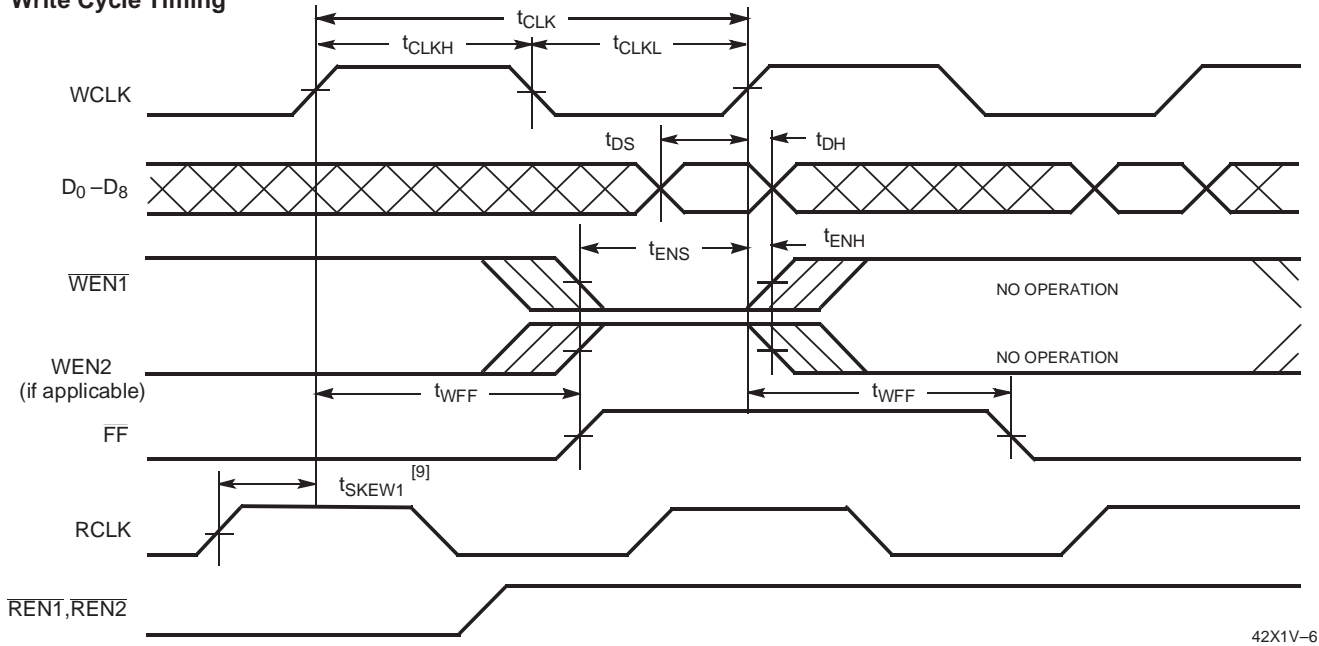 Write Cycle Timing
tCLK
tCLKH
tCLKL
WCLK
tDS
tDH
D0 –D8
tENS
tENH
WEN1
NO OPERATION
WEN2
(if applicable)
NO OPERATION
tWFF
tWFF
FF
tSKEW1 [9]
RCLK
REN1,REN2
42X1V–6